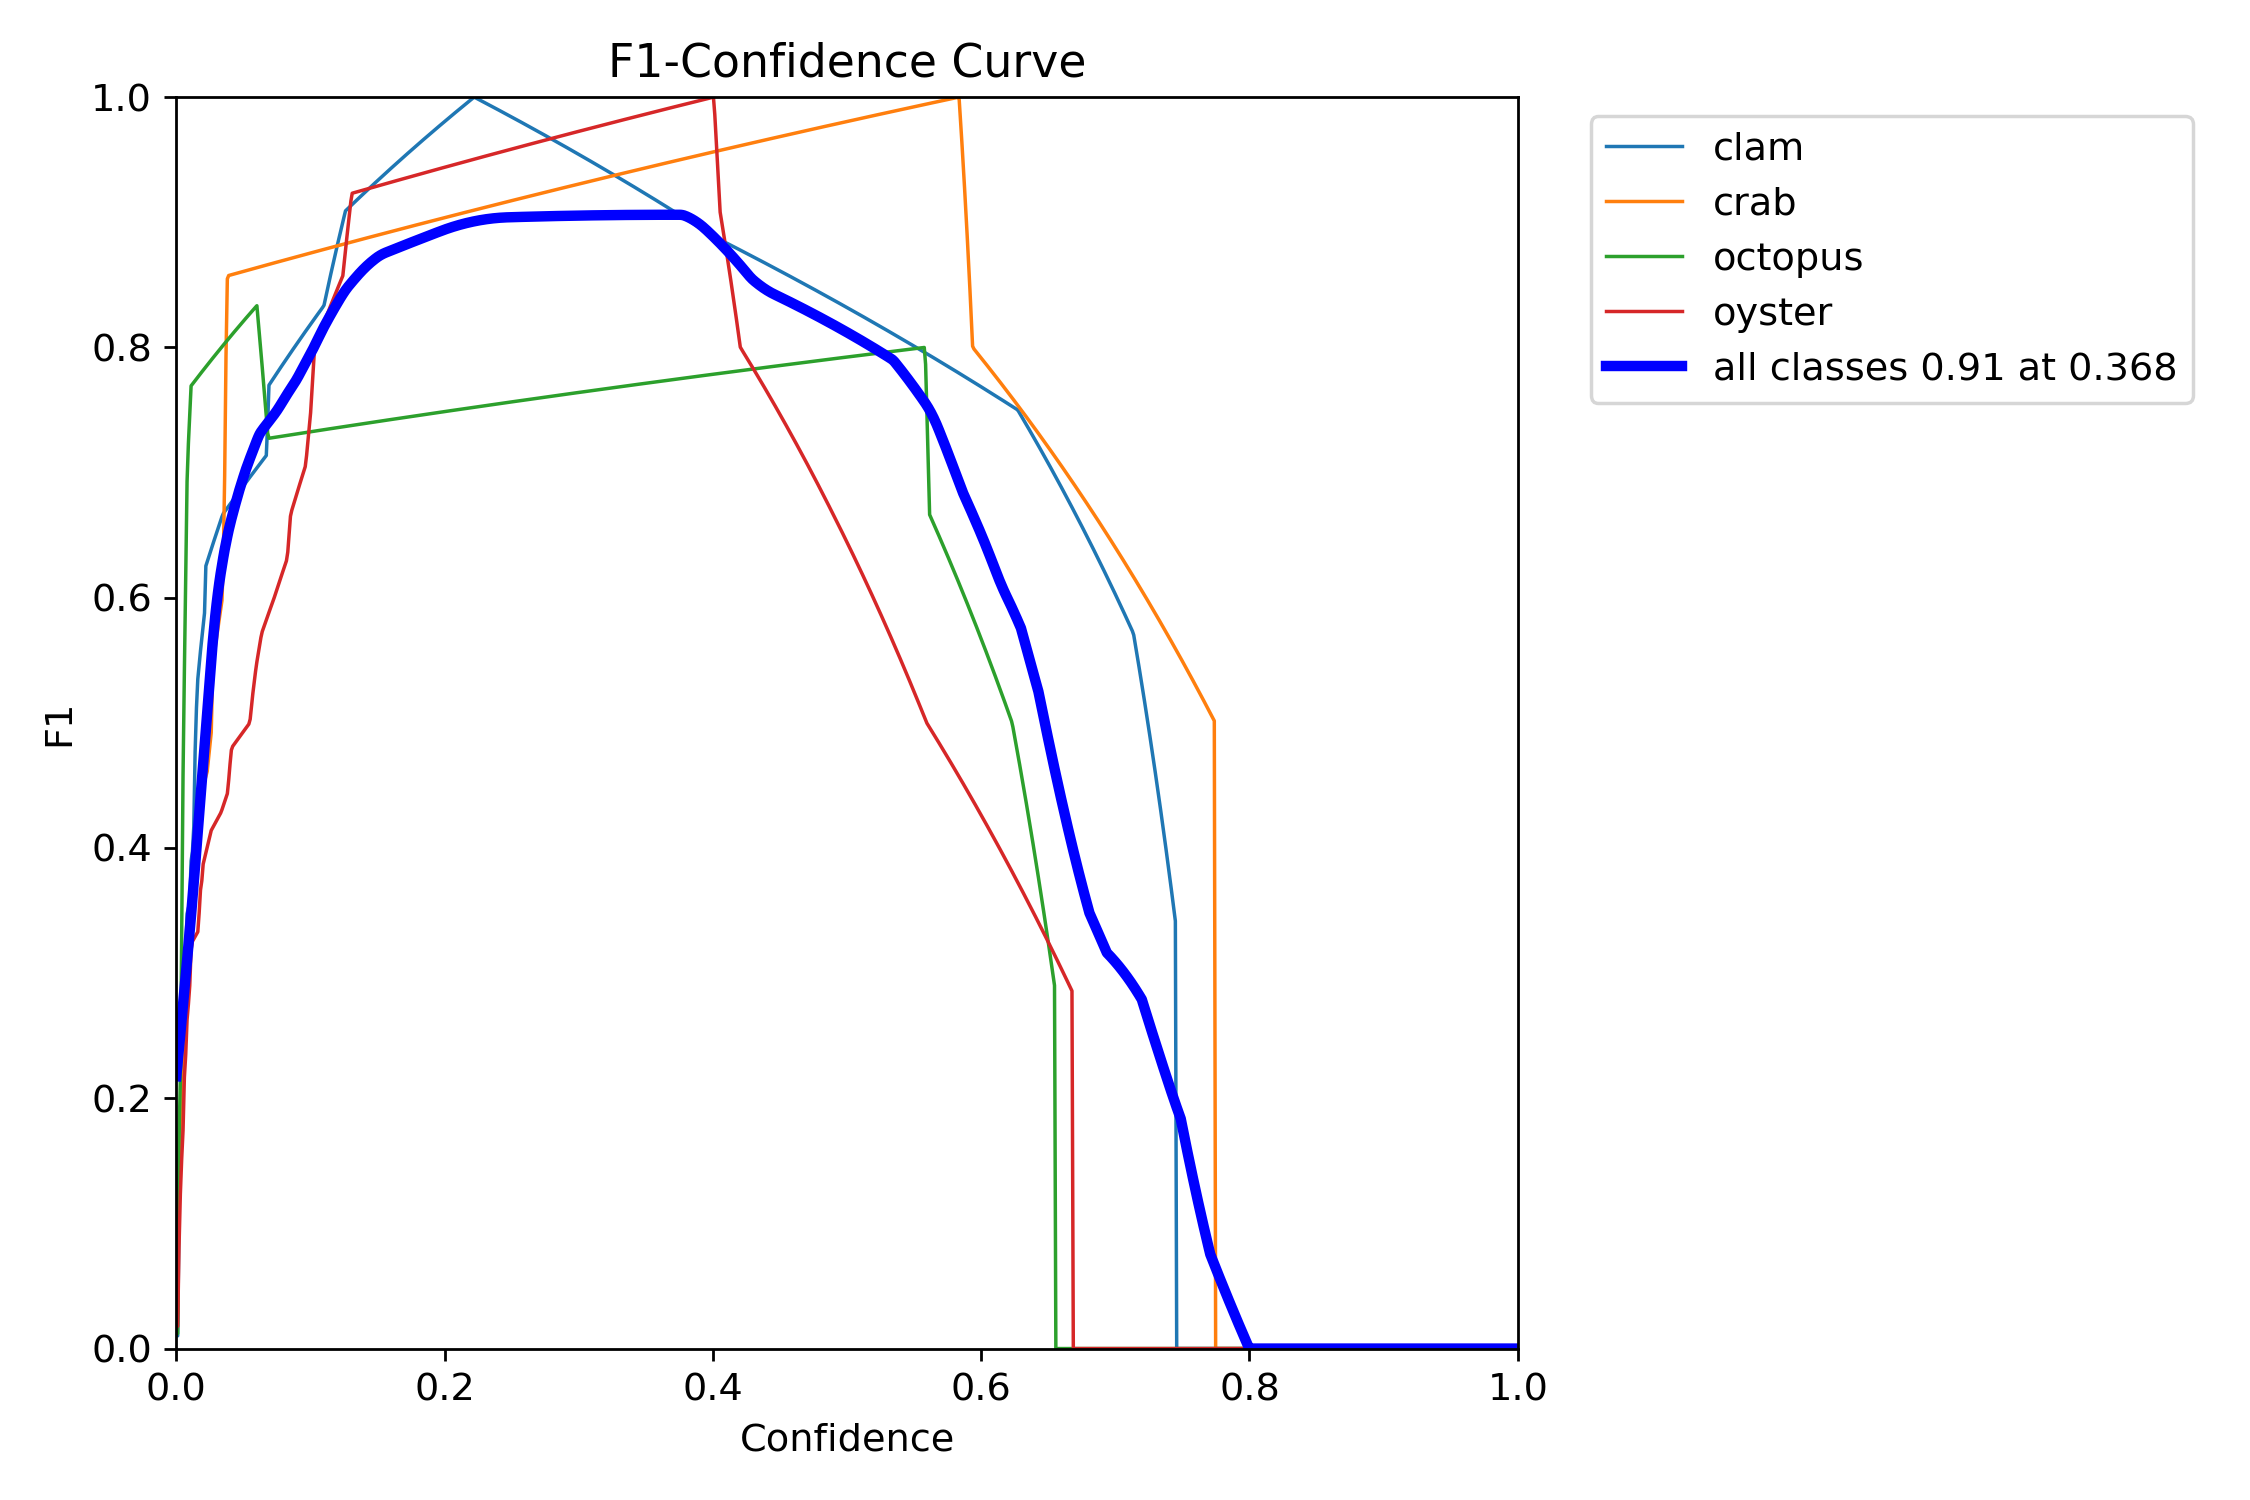 F1-Confidence Curve
1.0
0.8
0.6
0.4
0.2
0.0
F1
0.0 0.2 0.4 0.6 0.8 1.0
Confidence
clam
crab
octopus
oyster
all classes 0.91 at 0.368